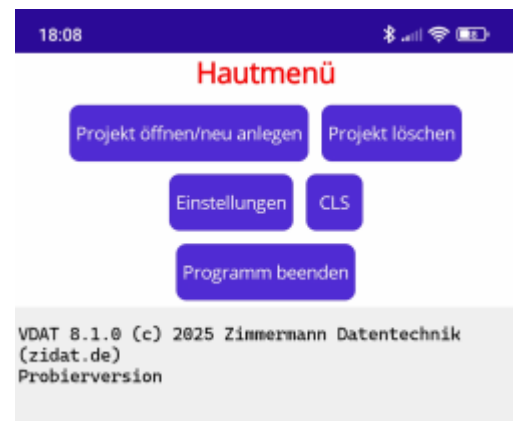 18:08
Hautmenü
Projekt öffnen/neu anlegen Projekt löschen
Einstellungen CLS
Programm beenden
VDAT 8.1.0 (c) 2025 Zimmermann Datentechnik
(zidat.de)
Probierversion